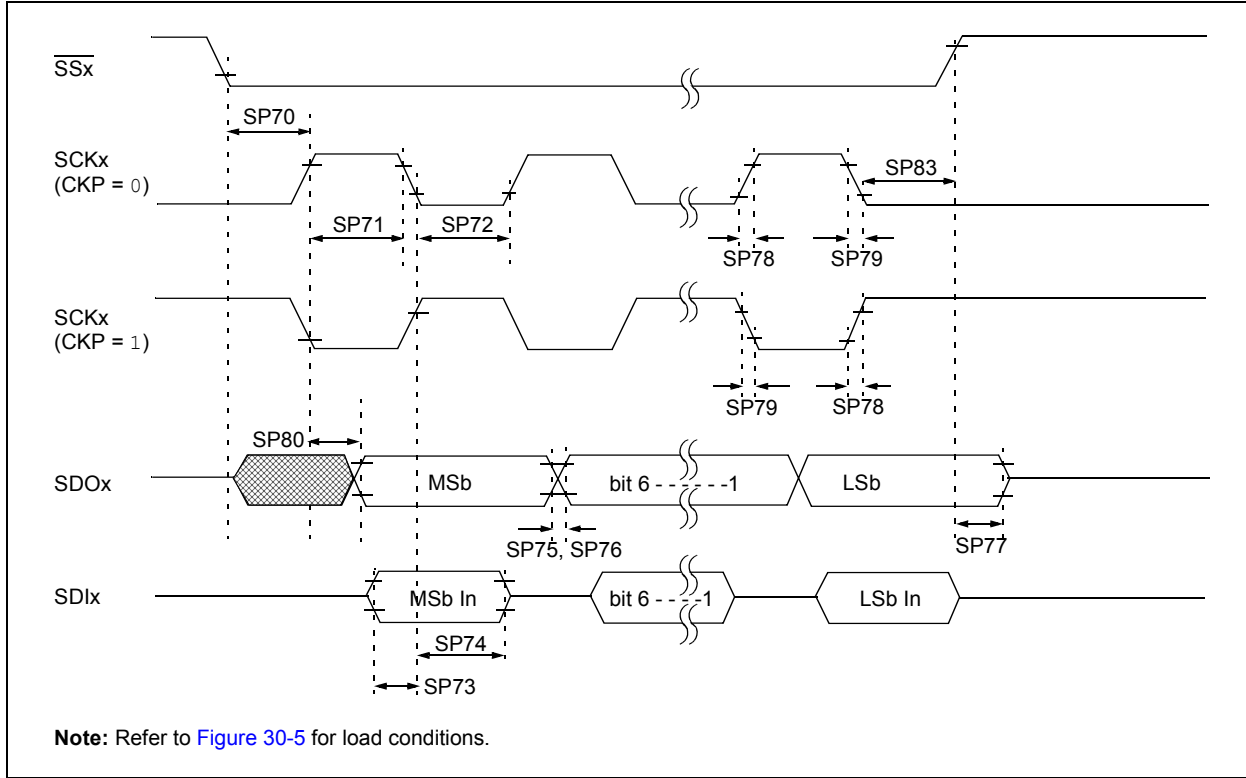 SSx
SP70
SCKx
(CKP = 0)
SP83
SP71
SP72
SP78
SP79
SCKx
(CKP = 1)
SP79
SP78
SP80
SDOx
MSb
bit 6 - - - - - -1
LSb
SP75, SP76
SP77
SDIx
MSb In
bit 6 - - - -1
LSb In
SP74
SP73
Note: Refer to Figure 30-5 for load conditions.